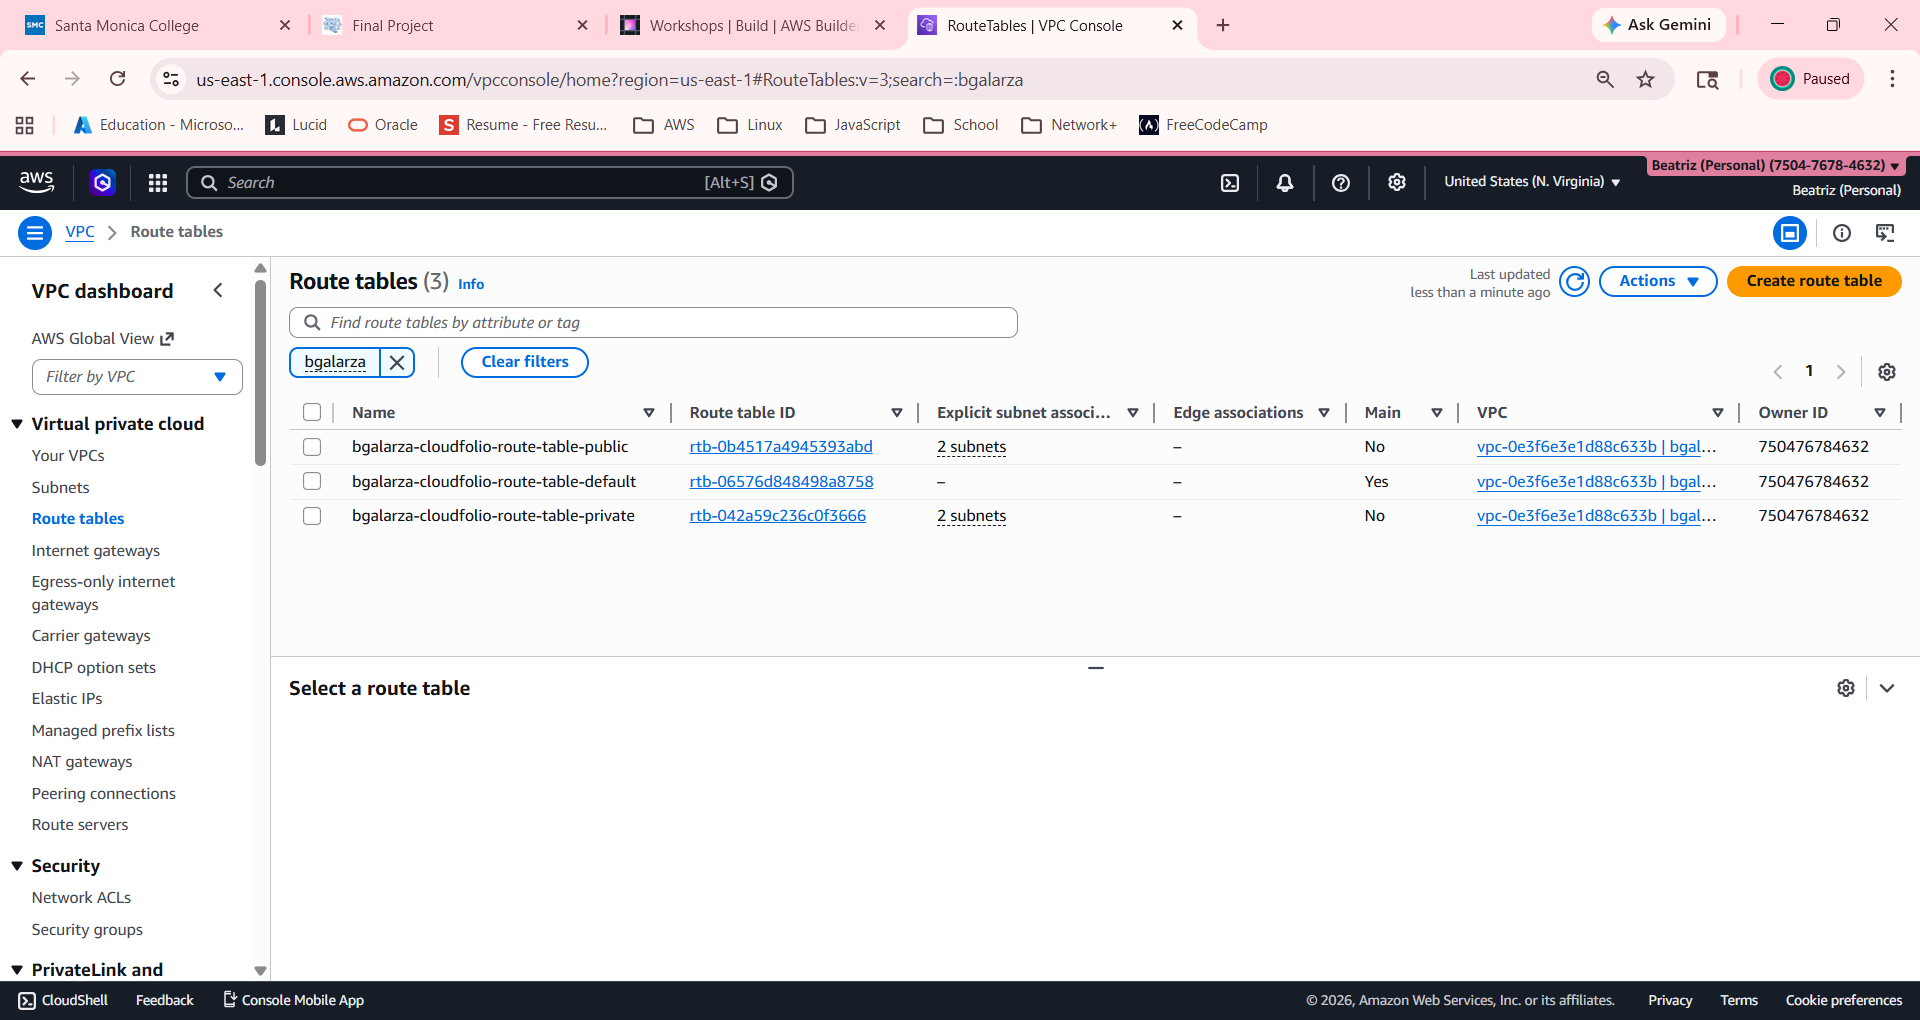 SMC Santa Monica College
Final Project
Workshops | Build | AWS Builde
RouteTables | VPC Console
Ask Gemini
us-east-1.console.aws.amazon.com/vpcconsole/home?region=us-east-1#RouteTables:v=3;search=:bgalarza
Paused
Education - Microso...
Lucid
Oracle
Resume - Free Resu...
AWS
Linux
JavaScript
School
Network+
FreeCodeCamp
aws
Search
[Alt+S]
United States (N. Virginia)
Beatriz (Personal) (7504-7678-4632)
Beatriz (Personal)
VPC
Route tables
VPC dashboard
AWS Global View
Filter by VPC
Virtual private cloud
Your VPCs
Subnets
Route tables
Internet gateways
Egress-only internet
gateways
Carrier gateways
DHCP option sets
Elastic IPs
Managed prefix lists
NAT gateways
Peering connections
Route servers
Security
Network ACLs
Security groups
PrivateLink and
Route tables (3) Info
Last updated
less than a minute ago
Actions
Create route table
Find route tables by attribute or tag
bgalarza
Clear filters
1
Name Route table ID Explicit subnet associ... Edge associations Main VPC Owner ID
bgalarza-cloudfolio-route-table-public rtb-0b4517a4945393abd 2 subnets – No vpc-0e3f6e3e1d88c633b | bgal... 750476784632
bgalarza-cloudfolio-route-table-default rtb-06576d848498a8758 – – Yes vpc-0e3f6e3e1d88c633b | bgal... 750476784632
bgalarza-cloudfolio-route-table-private rtb-042a59c236c0f3666 2 subnets – No vpc-0e3f6e3e1d88c633b | bgal... 750476784632
Select a route table
CloudShell
Feedback
Console Mobile App
© 2026, Amazon Web Services, Inc. or its affiliates.
Privacy
Terms
Cookie preferences